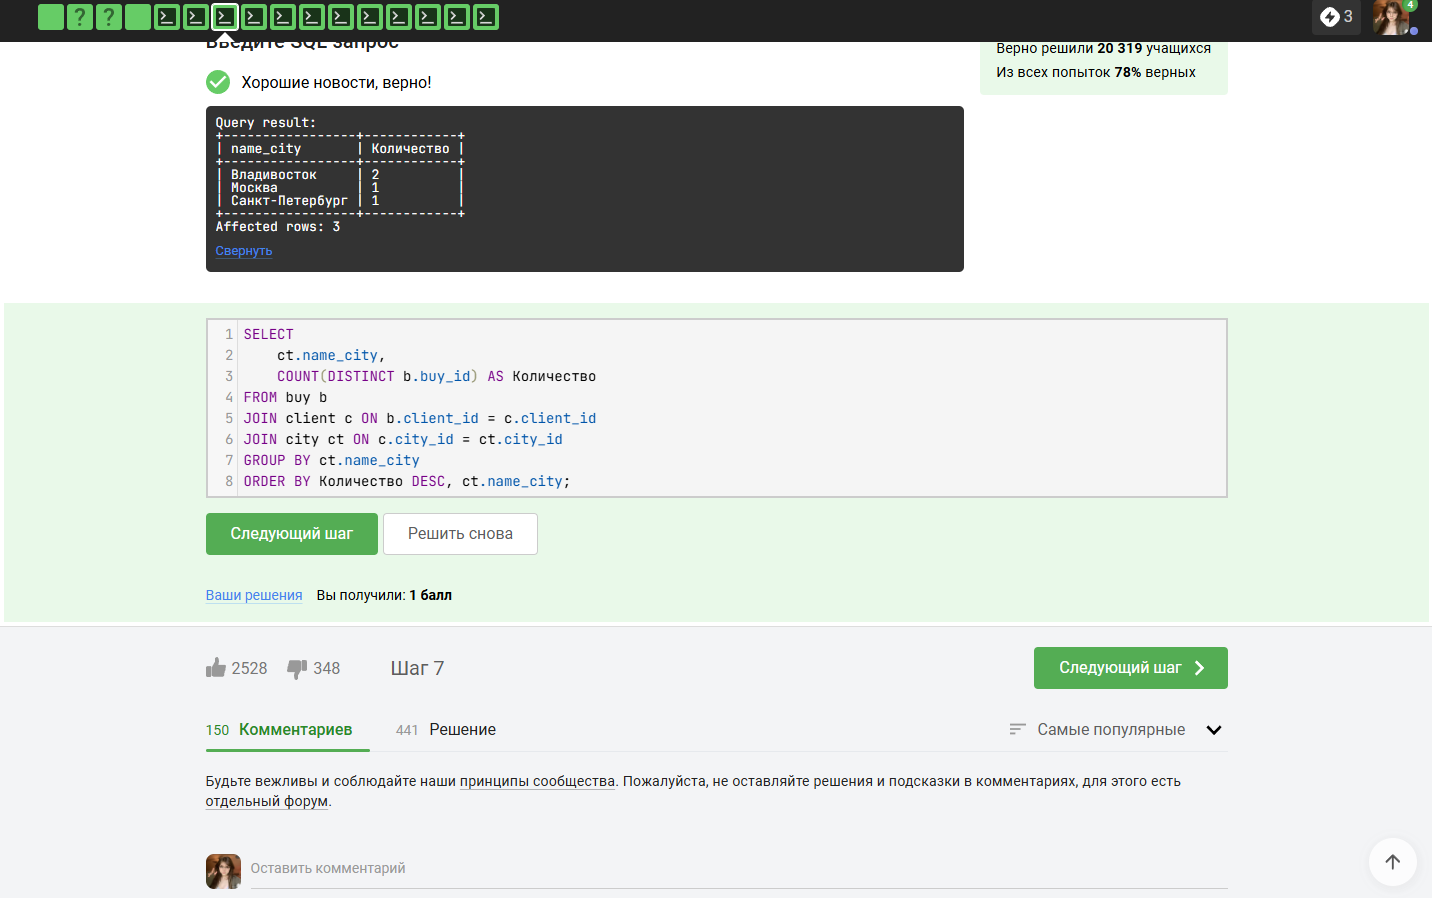 ? ?
3
4
Введите SQL запрос
Верно решили 20 319 учащихся
Из всех попыток 78% верных
Хорошие новости, верно!
Query result:
+-----------------+------------+
| name_city       | Количество |
+-----------------+------------+
| Владивосток     | 2          |
| Москва          | 1          |
| Санкт-Петербург | 1          |
+-----------------+------------+
Affected rows: 3
Свернуть
1 SELECT
2     ct.name_city,
3     COUNT(DISTINCT b.buy_id) AS Количество
4 FROM buy b
5 JOIN client c ON b.client_id = c.client_id
6 JOIN city ct ON c.city_id = ct.city_id
7 GROUP BY ct.name_city
8 ORDER BY Количество DESC, ct.name_city;
Следующий шаг Решить снова
Ваши решения Вы получили: 1 балл
2528 348 Шаг 7 Следующий шаг
150 Комментариев 441 Решение Самые популярные
Будьте вежливы и соблюдайте наши принципы сообщества. Пожалуйста, не оставляйте решения и подсказки в комментариях, для этого есть
отдельный форум.
Оставить комментарий